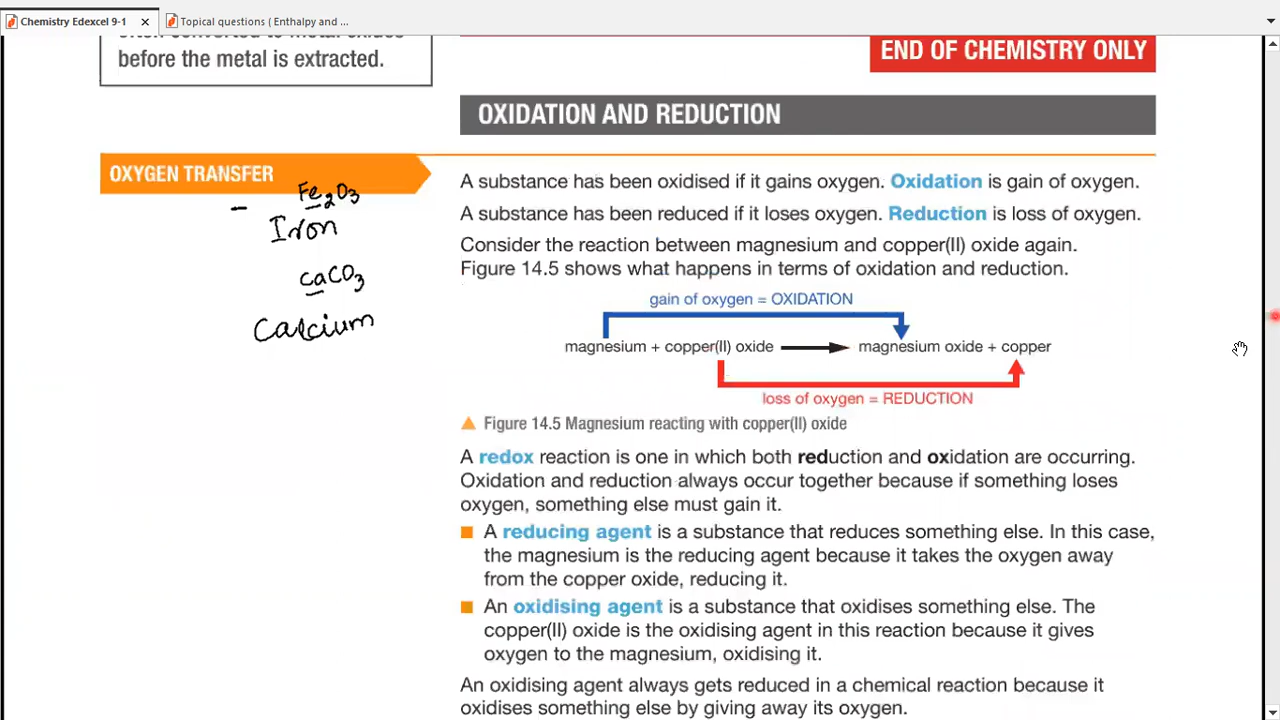 Chemistry Edexcel 9-1
Topical questions ( Enthalpy and ...
before the metal is extracted.
END OF CHEMISTRY ONLY
OXIDATION AND REDUCTION
OXYGEN TRANSFER
Fe2O3
Iron
CaCO3
Calcium
A substance has been oxidised if it gains oxygen. Oxidation is gain of oxygen.
A substance has been reduced if it loses oxygen. Reduction is loss of oxygen.
Consider the reaction between magnesium and copper(II) oxide again.
Figure 14.5 shows what happens in terms of oxidation and reduction.
gain of oxygen = OXIDATION
magnesium + copper(II) oxide → magnesium oxide + copper
loss of oxygen = REDUCTION
Figure 14.5 Magnesium reacting with copper(II) oxide
A redox reaction is one in which both reduction and oxidation are occurring.
Oxidation and reduction always occur together because if something loses
oxygen, something else must gain it.
A reducing agent is a substance that reduces something else. In this case,
the magnesium is the reducing agent because it takes the oxygen away
from the copper oxide, reducing it.
An oxidising agent is a substance that oxidises something else. The
copper(II) oxide is the oxidising agent in this reaction because it gives
oxygen to the magnesium, oxidising it.
An oxidising agent always gets reduced in a chemical reaction because it
oxidises something else by giving away its oxygen.